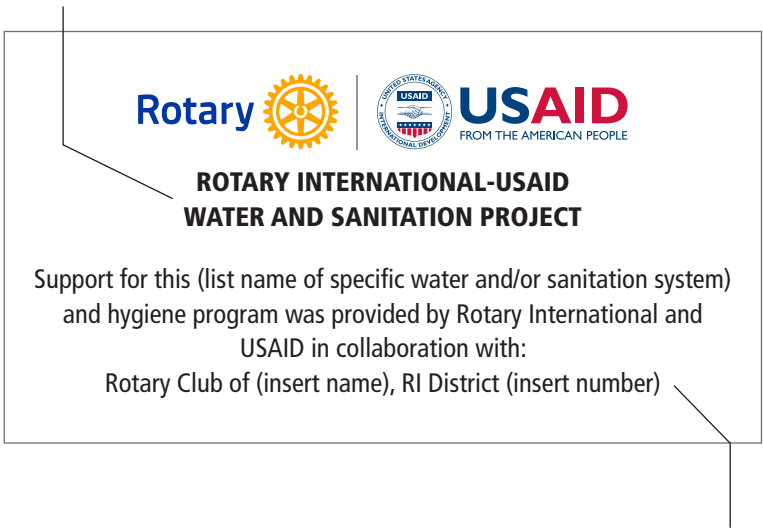 Rotary
UNITED STATES AGENCY
USAID
INTERNATIONAL DEVELOPMENT
USAID
FROM THE AMERICAN PEOPLE
ROTARY INTERNATIONAL-USAID
WATER AND SANITATION PROJECT
Support for this (list name of specific water and/or sanitation system)
and hygiene program was provided by Rotary International and
USAID in collaboration with:
Rotary Club of (insert name), RI District (insert number)